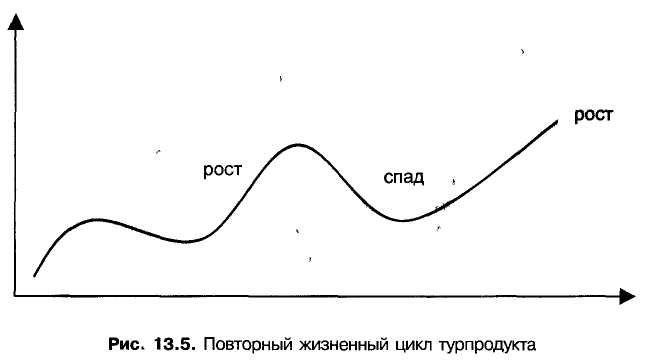 рост
рост
спад
Рис. 13.5. Повторный жизненный цикл турпродукта